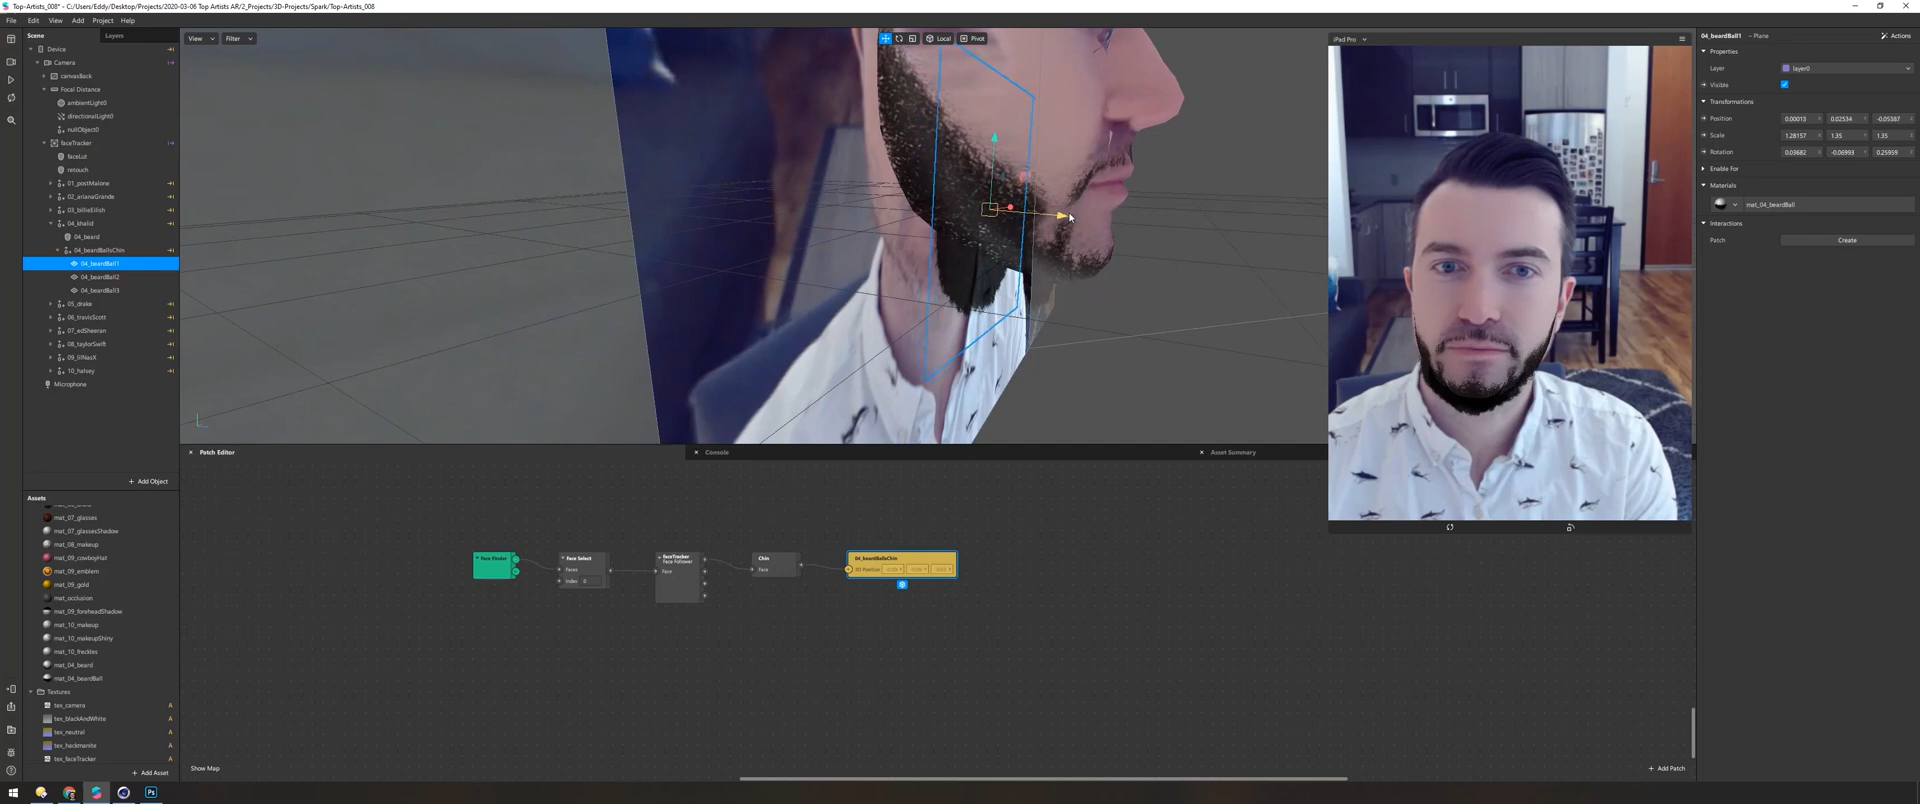 Top-Artists_008* - C:/Users/Eddy/Desktop/Projects/2020-03-06 Top Artists AR/2_Projects/3D-Projects/Spark/Top-Artists_008
File Edit View Add Project Help
Scene Layers
Device
Camera
canvasBack
Focal Distance
ambientLight0
directionalLight0
nullObject0
faceTracker
faceLut
retouch
01_postMalone
02_arianaGrande
03_billieEilish
04_khalid
04_beard
04_beardBallsChin
04_beardBall1
04_beardBall2
04_beardBall3
05_drake
06_travisScott
07_edSheeran
08_taylorSwift
09_lilNasX
10_halsey
Microphone
+ Add Object
Assets
mat_07_glasses
mat_07_glassesShadow
mat_08_makeup
mat_09_cowboyHat
mat_09_emblem
mat_09_gold
mat_occlusion
mat_09_foreheadShadow
mat_10_makeup
mat_10_makeupShiny
mat_10_freckles
mat_04_beard
mat_04_beardBall
Textures
tex_camera A
tex_blackAndWhite A
tex_neutral A
tex_hackmanite A
tex_faceTracker A
+ Add Asset
View Filter
Local Pivot
iPad Pro
Patch Editor
Console
Asset Summary
Face Finder
Face Select
Faces
Index 0
faceTracker
Face Follower
Face
Chin
Face
04_beardBallsChin
3D Position
Show Map
+ Add Patch
04_beardBall1 - Plane
Actions
Properties
Layer layer0
Visible
Transformations
Position 0.00013 0.02534 -0.05387
Scale 1.28157 1.35 1.35
Rotation 0.03682 -0.06993 0.25959
Enable For
Materials
mat_04_beardBall
Interactions
Patch Create
Ps